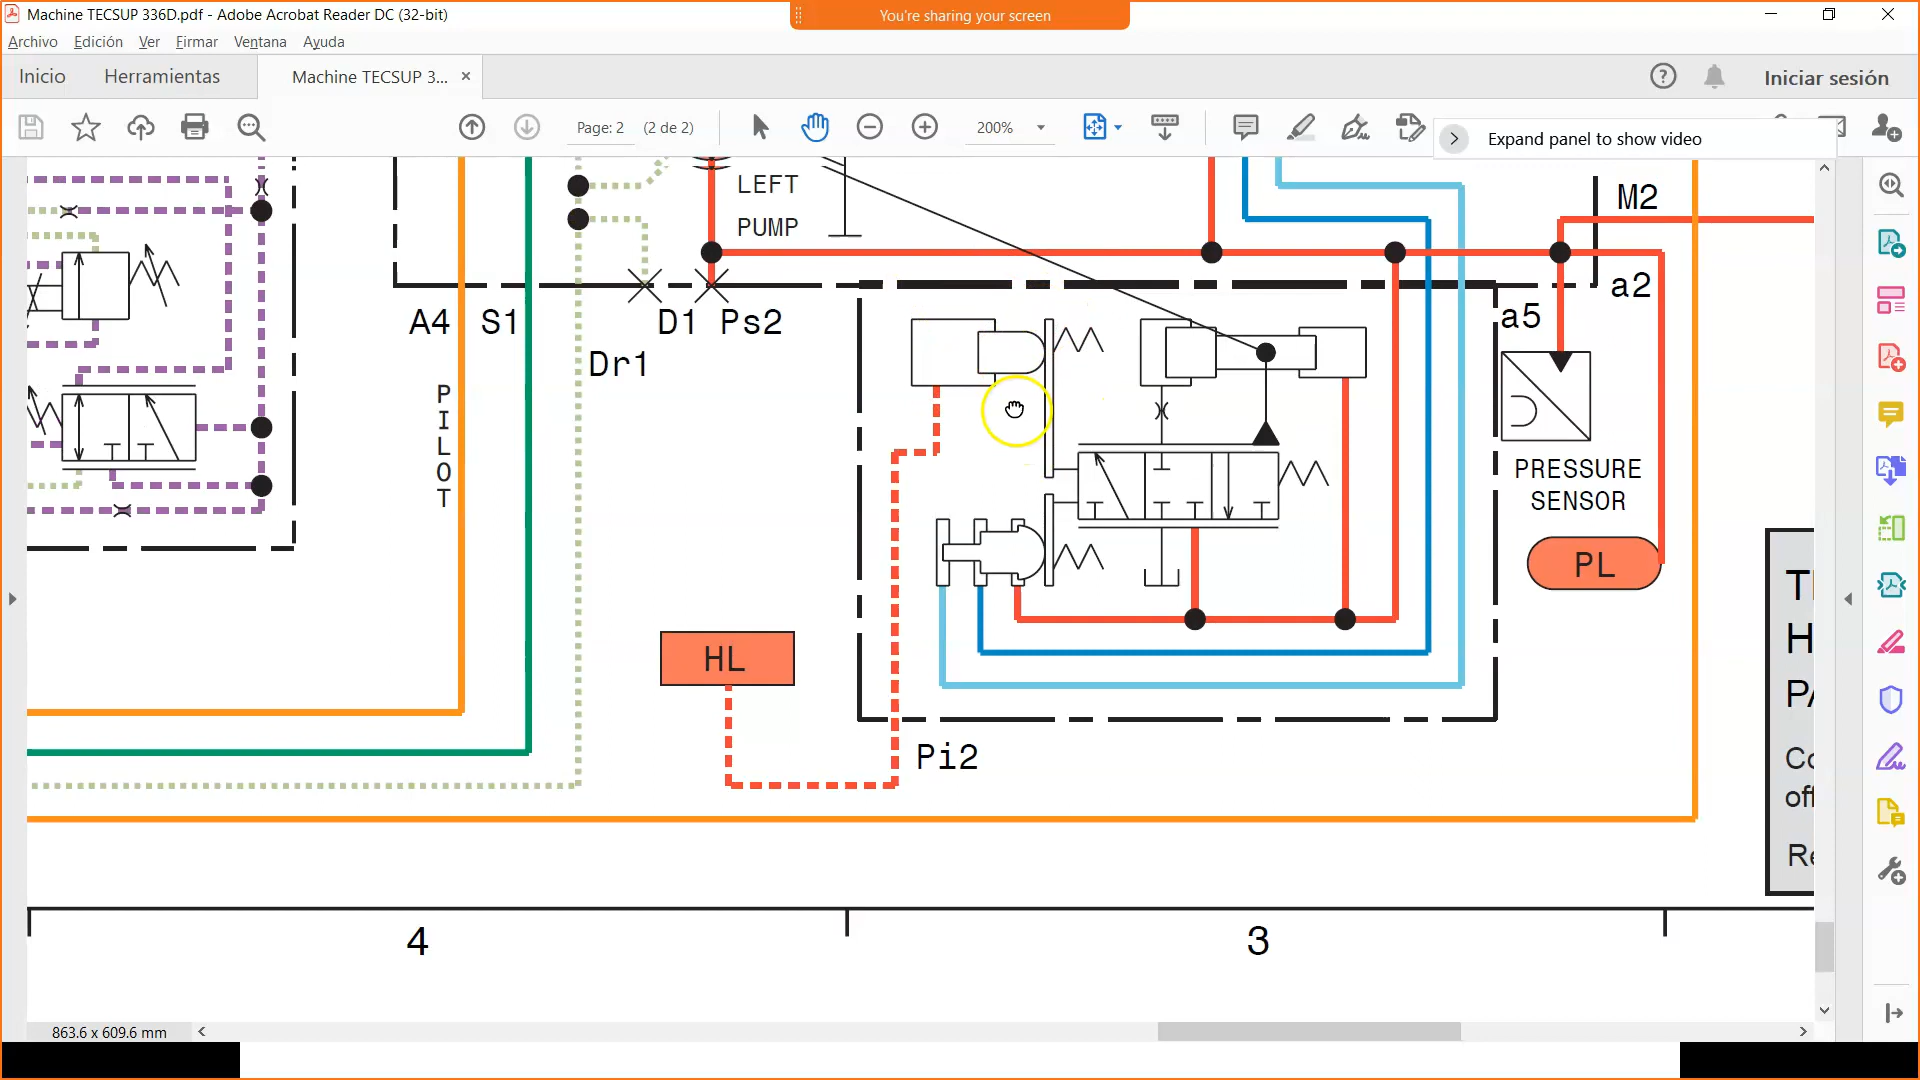 Machine TECSUP 336D.pdf - Adobe Acrobat Reader DC (32-bit)
You're sharing your screen
Archivo Edición Ver Firmar Ventana Ayuda
Inicio Herramientas Machine TECSUP 3... Iniciar sesión
Page: 2 (2 de 2) 200%
Expand panel to show video
LEFT
PUMP
M2
a2
a5
A4 S1 D1 Ps2
Dr1
PILOT
PRESSURE
SENSOR
PL
HL
Pi2
H
4 3
863.6 x 609.6 mm